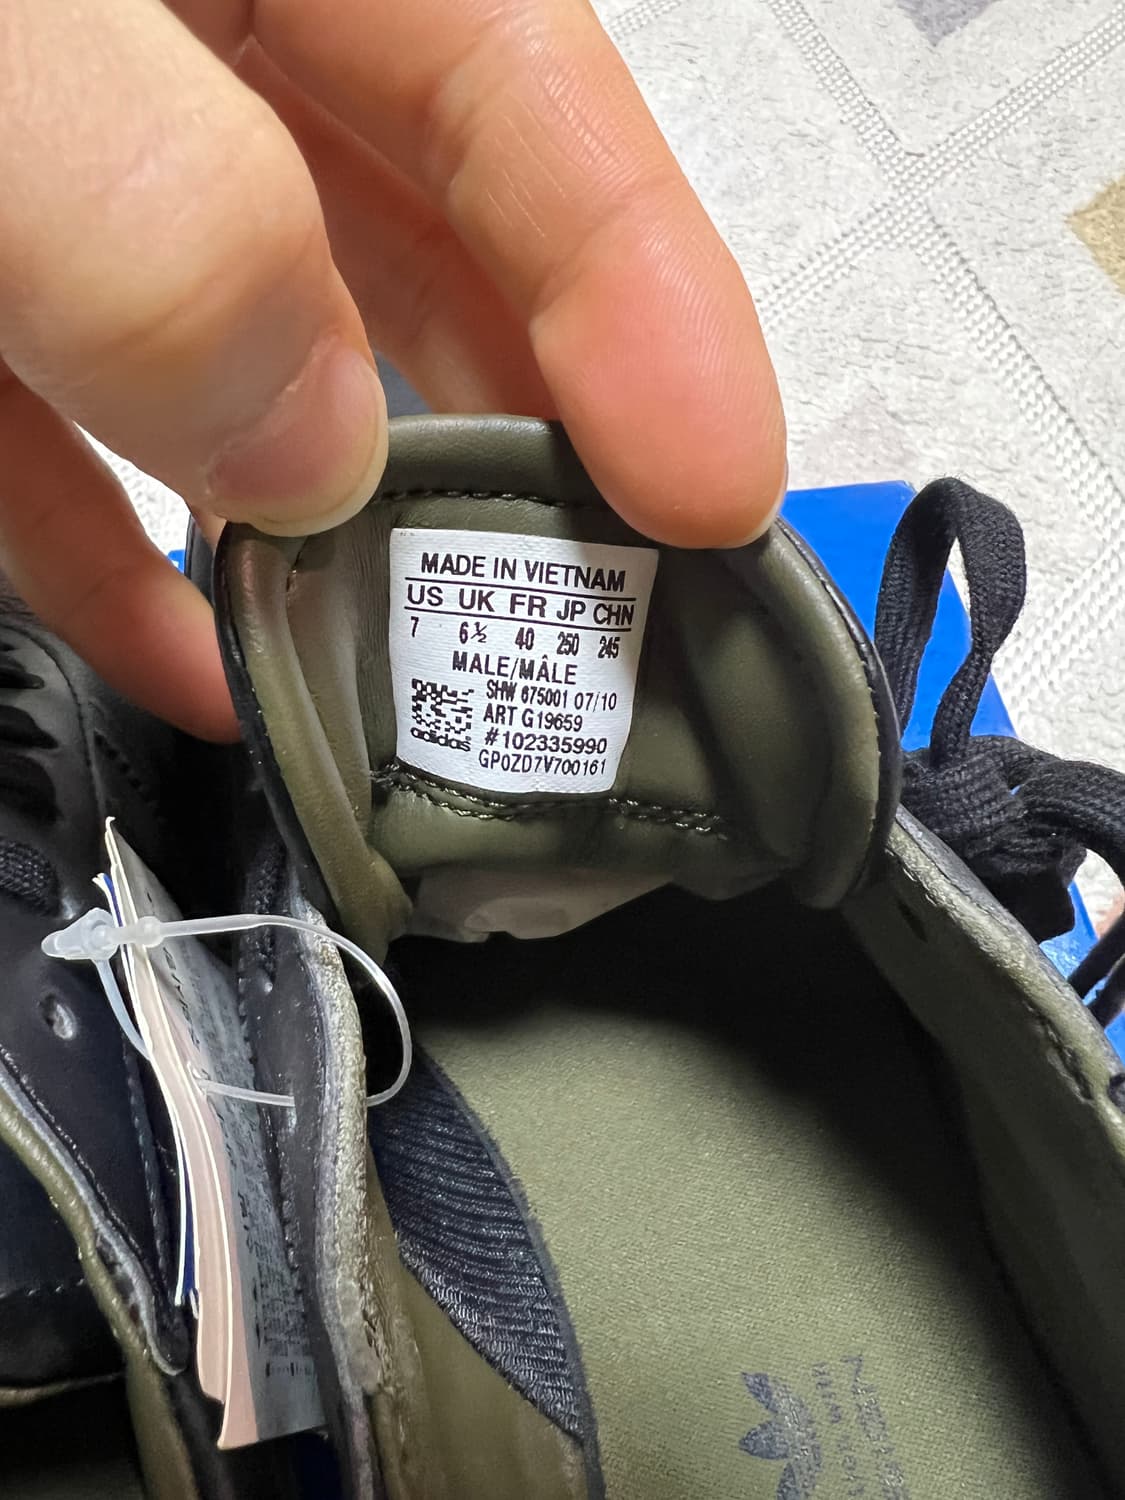 MADE IN VIETNAM
US UK FR JP CHN
7 6½ 40 250 245
MALE/MÂLE
SHW 675001 07/10
ART G19659
adidas #102335990
GP0ZD7V700161